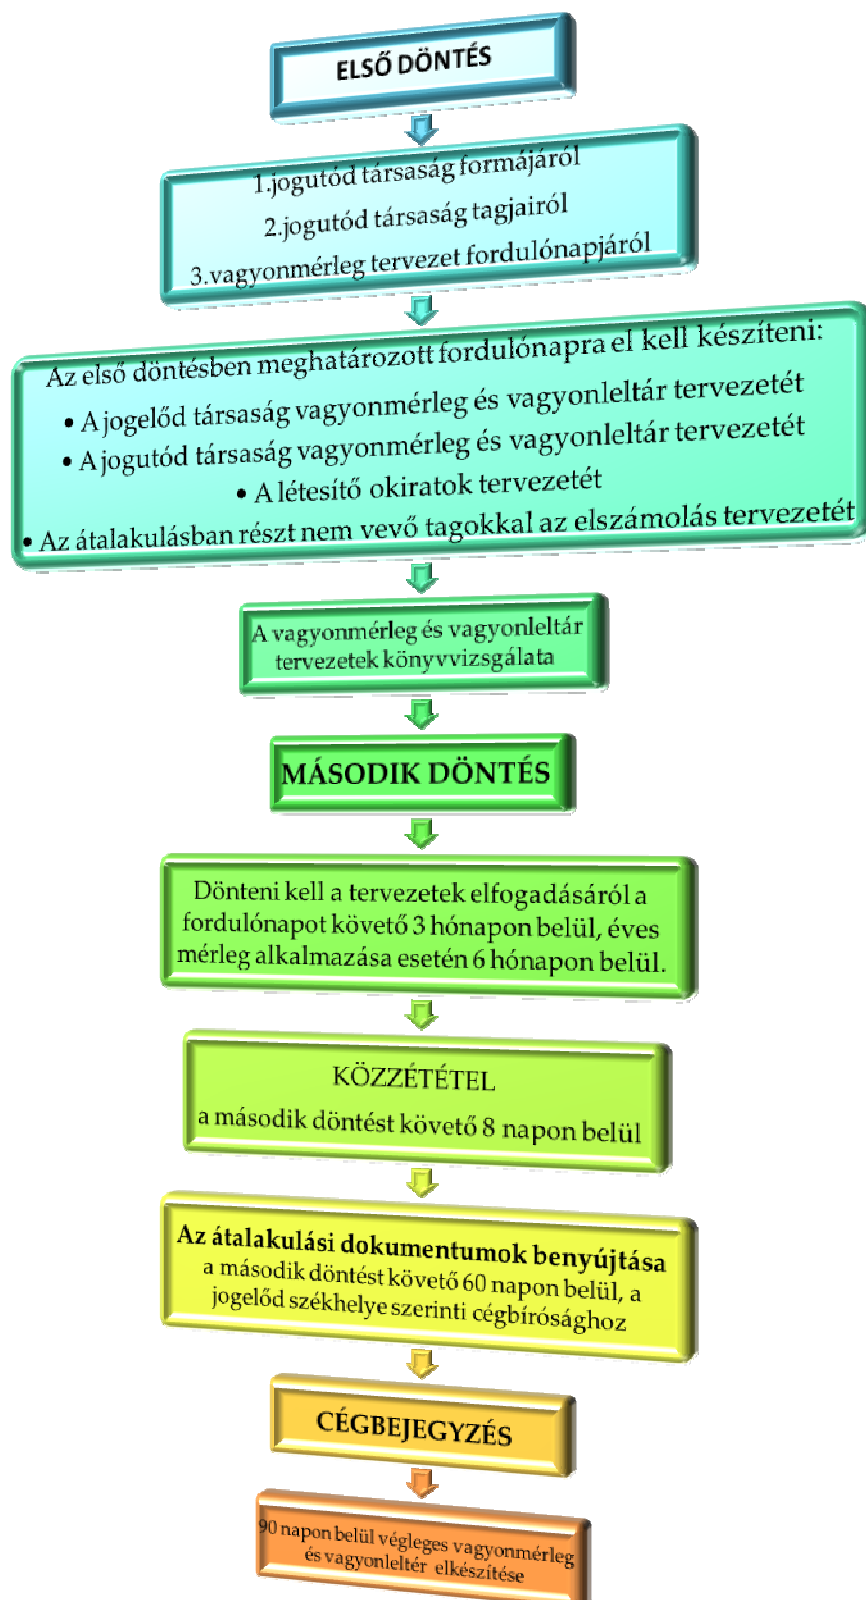 ELSŐ DÖNTÉS
1.jogutód társaság formájáról
2.jogutód társaság tagjairól
3.vagyonmérleg tervezet fordulónapjáról
Az első döntésben meghatározott fordulónapra el kell készíteni:
• A jogelőd társaság vagyonmérleg és vagyonleltár tervezetét
• A jogutód társaság vagyonmérleg és vagyonleltár tervezetét
• A létesítő okiratok tervezetét
• Az átalakulásban részt nem vevő tagokkal az elszámolás tervezetét
A vagyonmérleg és vagyonleltár
tervezetek könyvvizsgálata
MÁSODIK DÖNTÉS
Dönteni kell a tervezetek elfogadásáról a
fordulónapot követő 3 hónapon belül, éves
mérleg alkalmazása esetén 6 hónapon belül.
KÖZZÉTÉTEL
a második döntést követő 8 napon belül
Az átalakulási dokumentumok benyújtása
a második döntést követő 60 napon belül, a
jogelőd székhelye szerinti cégbírósághoz
CÉGBEJEGYZÉS
90 napon belül végleges vagyonmérleg
és vagyonleltér elkészítése